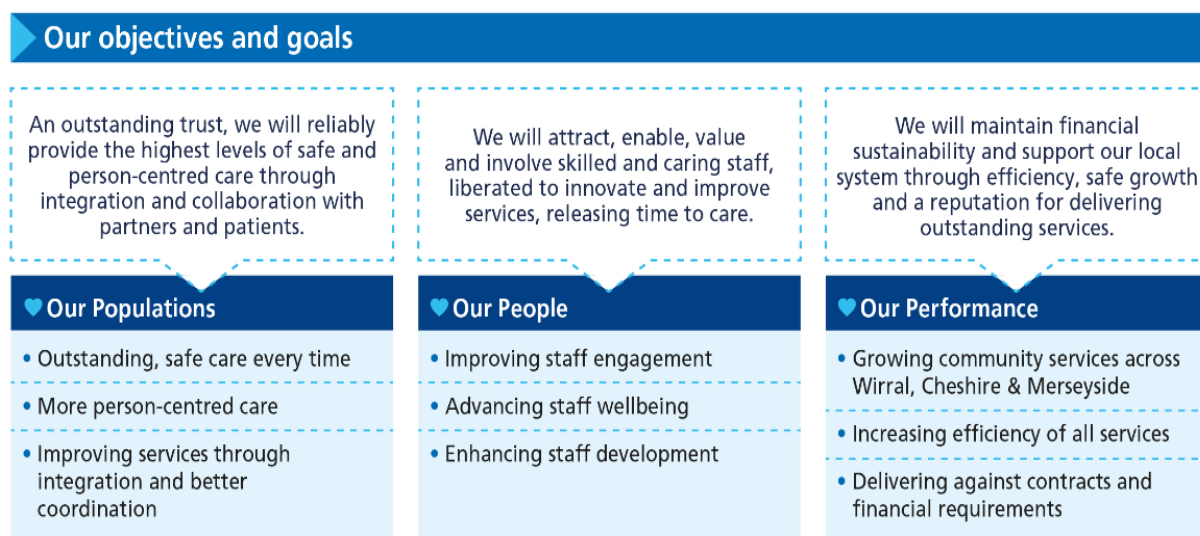 Our objectives and goals
An outstanding trust, we will reliably
provide the highest levels of safe and
person-centred care through
integration and collaboration with
partners and patients.
Our Populations
• Outstanding, safe care every time
• More person-centred care
• Improving services through
integration and better
coordination
We will attract, enable, value
and involve skilled and caring staff,
liberated to innovate and improve
services, releasing time to care.
Our People
• Improving staff engagement
• Advancing staff wellbeing
• Enhancing staff development
We will maintain financial
sustainability and support our local
system through efficiency, safe growth
and a reputation for delivering
outstanding services.
Our Performance
• Growing community services across
Wirral, Cheshire & Merseyside
• Increasing efficiency of all services
• Delivering against contracts and
financial requirements